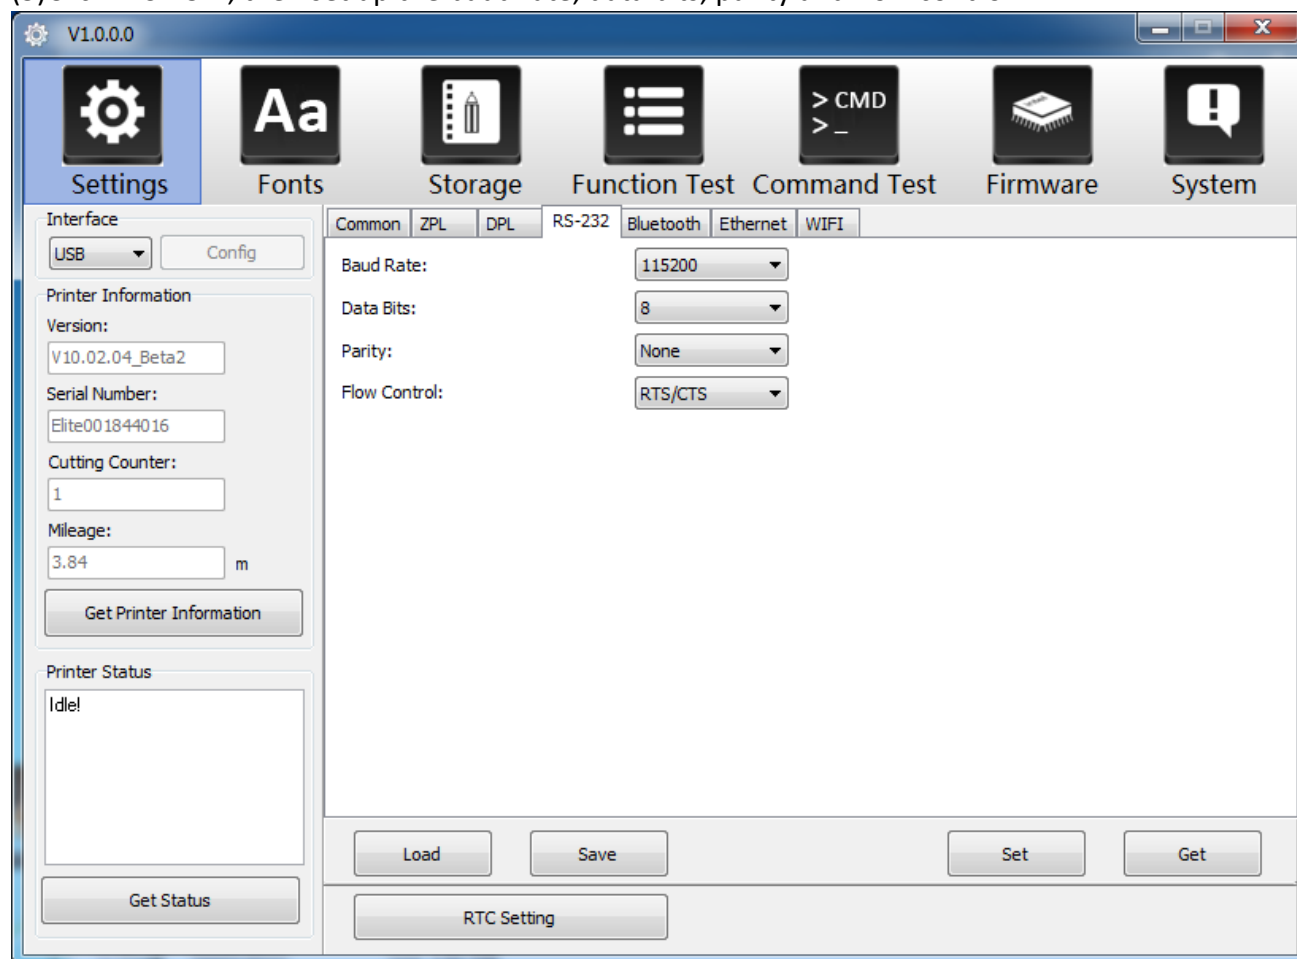 V1.0.0.0
Aa
> CMD
> _
Settings
Fonts
Storage
Function Test
Command Test
Firmware
System
Interface
USB
Config
Printer Information
Version:
V10.02.04_Beta2
Serial Number:
Elite001844016
Cutting Counter:
1
Mileage:
3.84
m
Get Printer Information
Printer Status
Idle!
Get Status
Common
ZPL
DPL
RS-232
Bluetooth
Ethernet
WIFI
Baud Rate:
115200
Data Bits:
8
Parity:
None
Flow Control:
RTS/CTS
Load
Save
Set
Get
RTC Setting